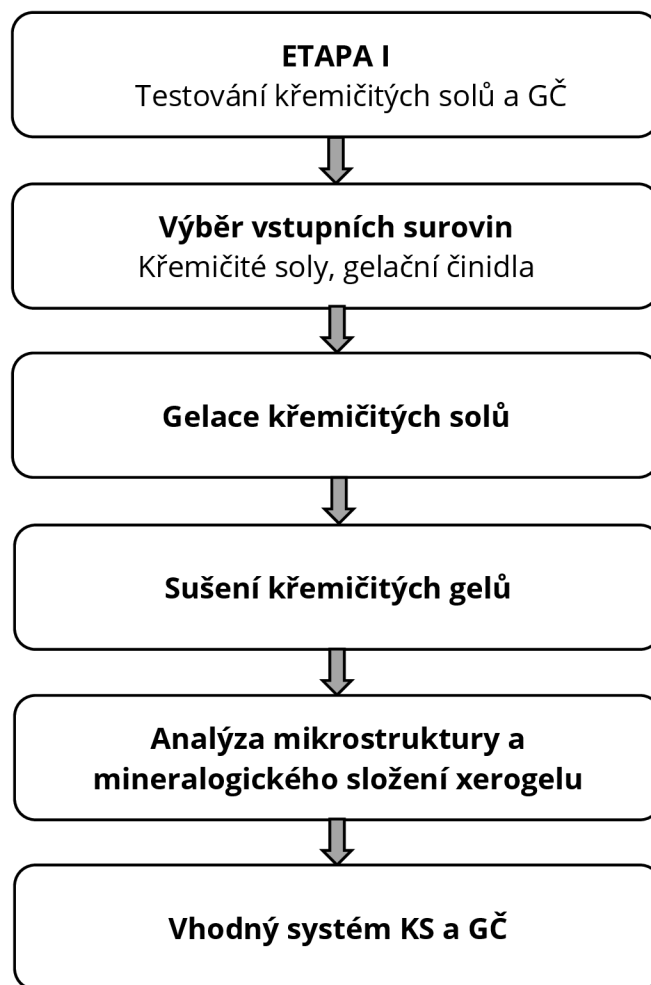 ETAPA I
Testování křemičitých solů a GČ
Výběr vstupních surovin
Křemičité soly, gelační činidla
Gelace křemičitých solů
Sušení křemičitých gelů
Analýza mikrostruktury a
mineralogického složení xerogelu
Vhodný systém KS a GČ